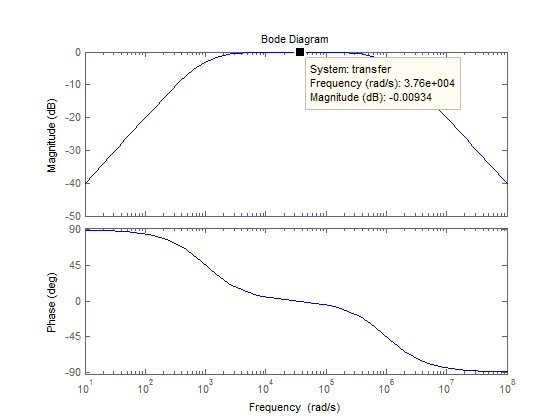 Bode Diagram
0
-10
-20
-30
-40
-50
Magnitude (dB)
System: transfer
Frequency (rad/s): 3.76e+004
Magnitude (dB): -0.00934
90
45
0
-45
-90
Phase (deg)
10^1 10^2 10^3 10^4 10^5 10^6 10^7 10^8
Frequency (rad/s)